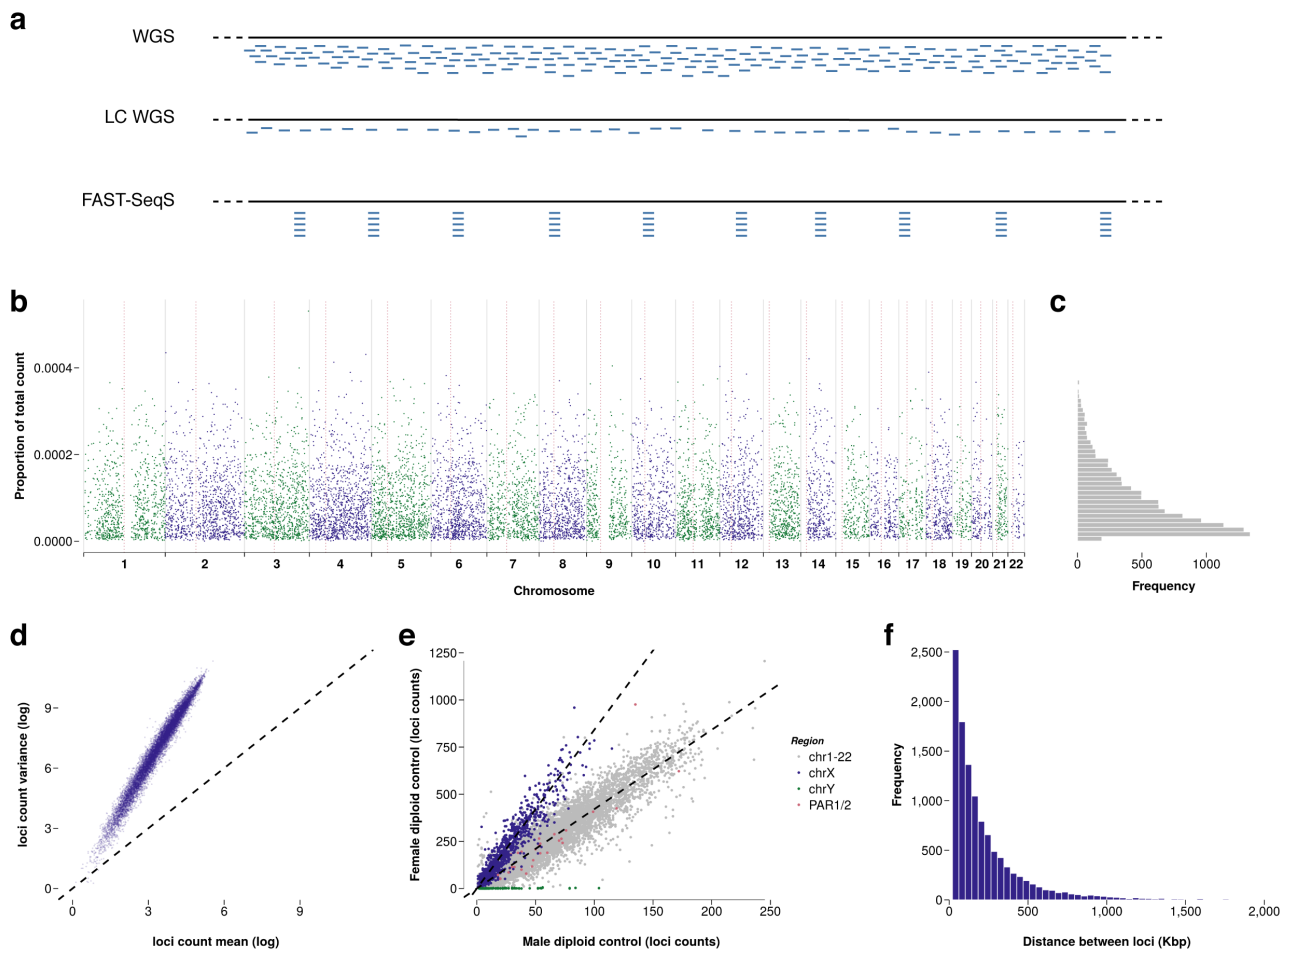 a
WGS
LC WGS
FAST-SeqS
b
Proportion of total count
0.0004
0.0002
0.0000
1 2 3 4 5 6 7 8 9 10 11 12 13 14 15 16 17 18 19 20 21 22
Chromosome
c
0 500 1000
Frequency
d
loci count variance (log)
9
6
3
0
0 3 6 9
loci count mean (log)
e
Female diploid control (loci counts)
1250
1000
750
500
250
0
0 50 100 150 200 250
Male diploid control (loci counts)
Region
chr1-22
chrX
chrY
PAR1/2
f
Frequency
2,500
2,000
1,500
1,000
500
0
0 500 1,000 1,500 2,000
Distance between loci (Kbp)